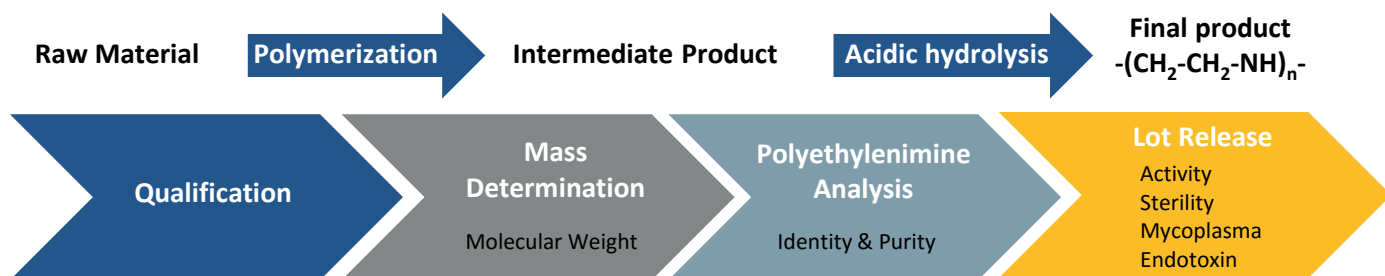 Raw Material
Polymerization
Intermediate Product
Acidic hydrolysis
Final product
-(CH₂-CH₂-NH)ₙ-
Qualification
Mass
Determination
Molecular Weight
Polyethylenimine
Analysis
Identity & Purity
Lot Release
Activity
Sterility
Mycoplasma
Endotoxin